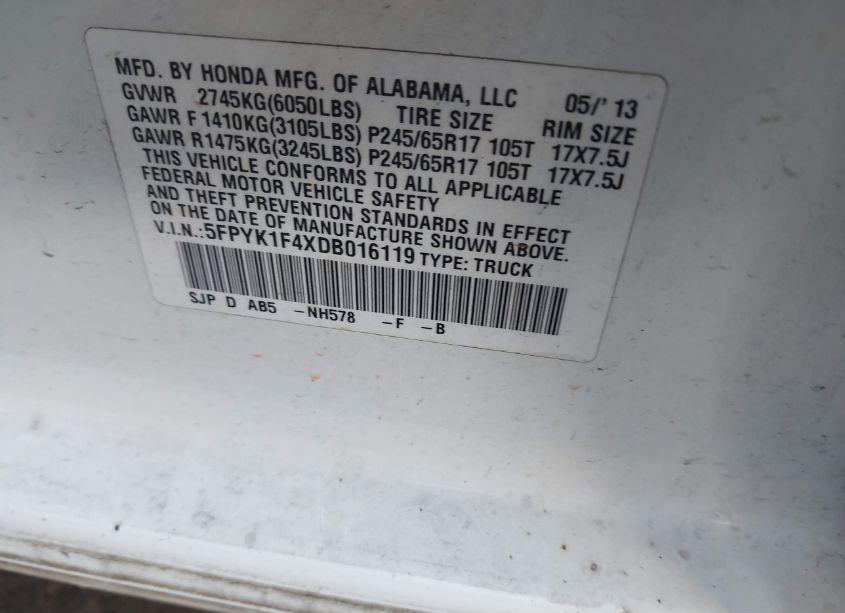 MFD. BY HONDA MFG. OF ALABAMA, LLC 05/' 13
GVWR 2745KG(6050LBS) TIRE SIZE RIM SIZE
GAWR F 1410KG(3105LBS) P245/65R17 105T 17X7.5J
GAWR R1475KG(3245LBS) P245/65R17 105T 17X7.5J
THIS VEHICLE CONFORMS TO ALL APPLICABLE
FEDERAL MOTOR VEHICLE SAFETY
AND THEFT PREVENTION STANDARDS IN EFFECT
ON THE DATE OF MANUFACTURE SHOWN ABOVE.
V.I.N.:5FPYK1F4XDB016119 TYPE: TRUCK
SJP D AB5 -NH578 -F -B